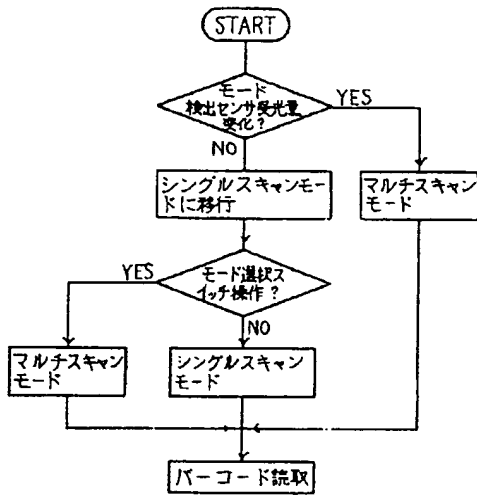 START
モード
検出センサ受光量
変化?
YES
NO
シングルスキャンモー
ドに移行
マルチスキャン
モード
YES
モード選択ス
イッチ操作?
NO
マルチスキャン
モード
シングルスキャン
モード
バーコード読取